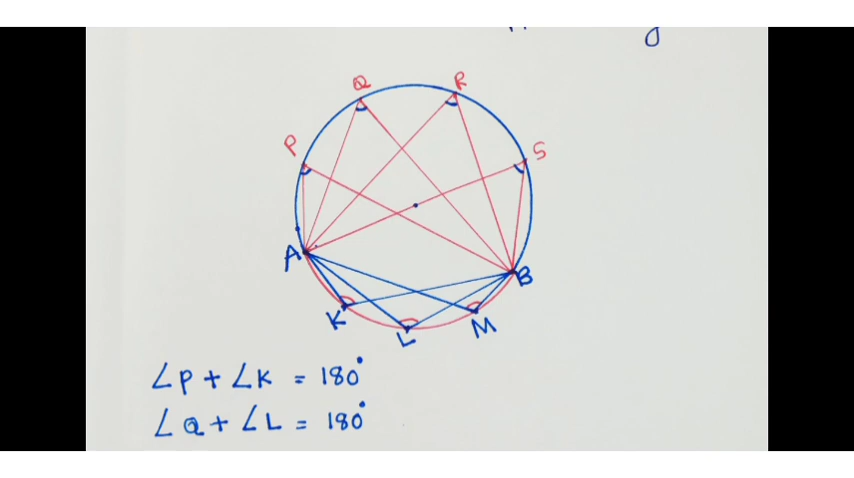 Q R
P S
A B
K L M
∠P + ∠K = 180°
∠Q + ∠L = 180°